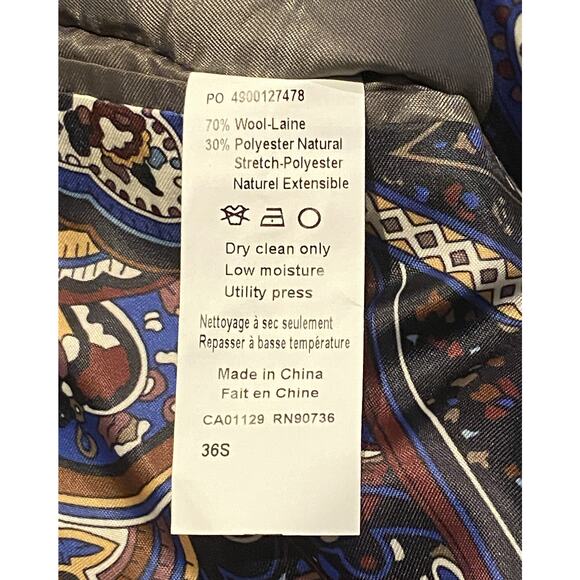 PO 4900127478
70% Wool-Laine
30% Polyester Natural
Stretch-Polyester
Naturel Extensible
Dry clean only
Low moisture
Utility press
Nettoyage à sec seulement
Repasser à basse température
Made in China
Fait en Chine
CA01129 RN90736
36S